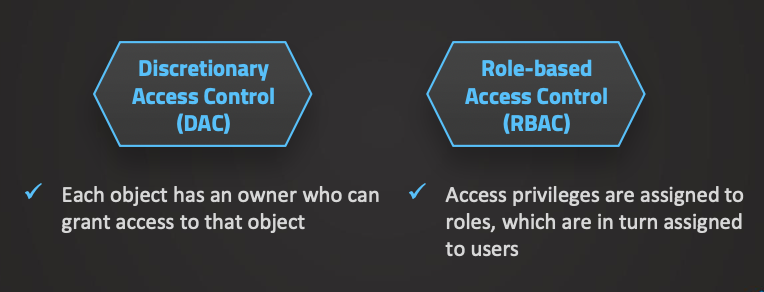 Discretionary
Access Control
(DAC)
Each object has an owner who can
grant access to that object
Role-based
Access Control
(RBAC)
Access privileges are assigned to
roles, which are in turn assigned
to users